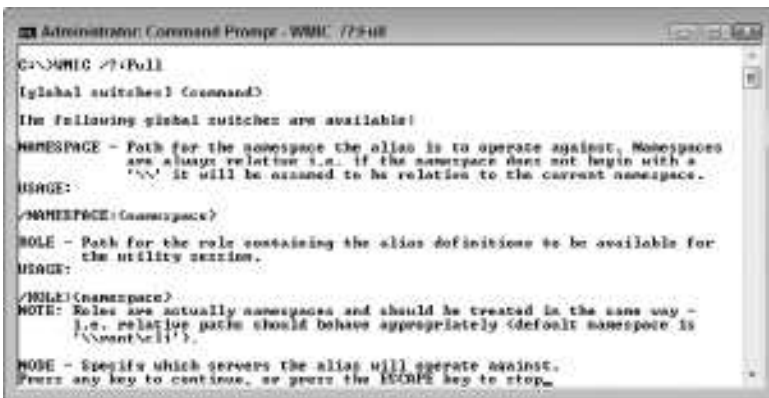 Administrator: Command Prompt - WMIC /?:Full
C:\>WMIC /?:Full
[global switches] <command>
The following global switches are available:
NAMESPACE - Path for the namespace the alias is to operate against. Namespaces
are always relative i.e. if the namespace does not begin with a
'\\' it will be assumed to be relative to the current namespace.
USAGE:
/NAMESPACE:<namespace>
ROLE - Path for the role containing the alias definitions to be available for
the utility session.
USAGE:
/ROLE:<namespace>
NOTE: Roles are actually namespaces and should be treated in the same way -
i.e. relative paths should behave appropriately (default namespace is
'\\root\cli').
NODE - Specify which servers the alias will operate against.
Press any key to continue, or press the ESCAPE key to stop_